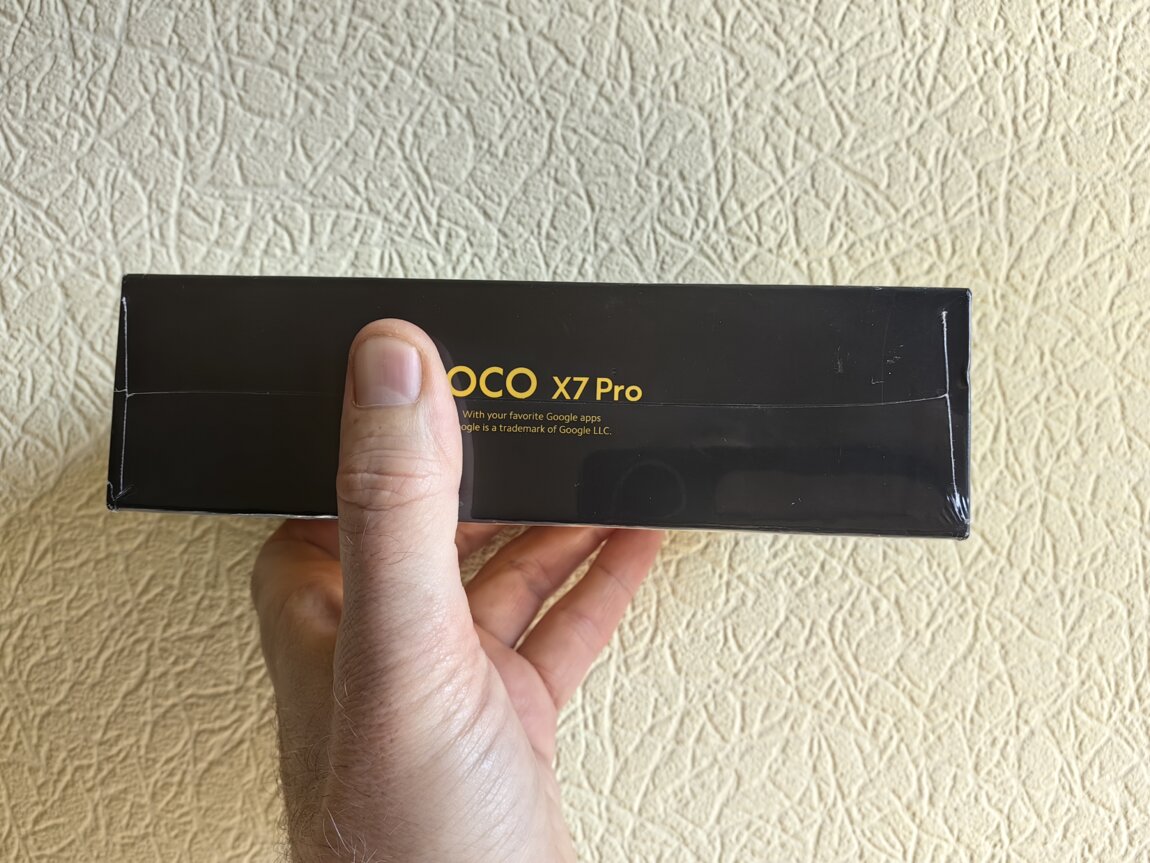 OCO X7 Pro
With your favorite Google apps
ogle is a trademark of Google LLC.